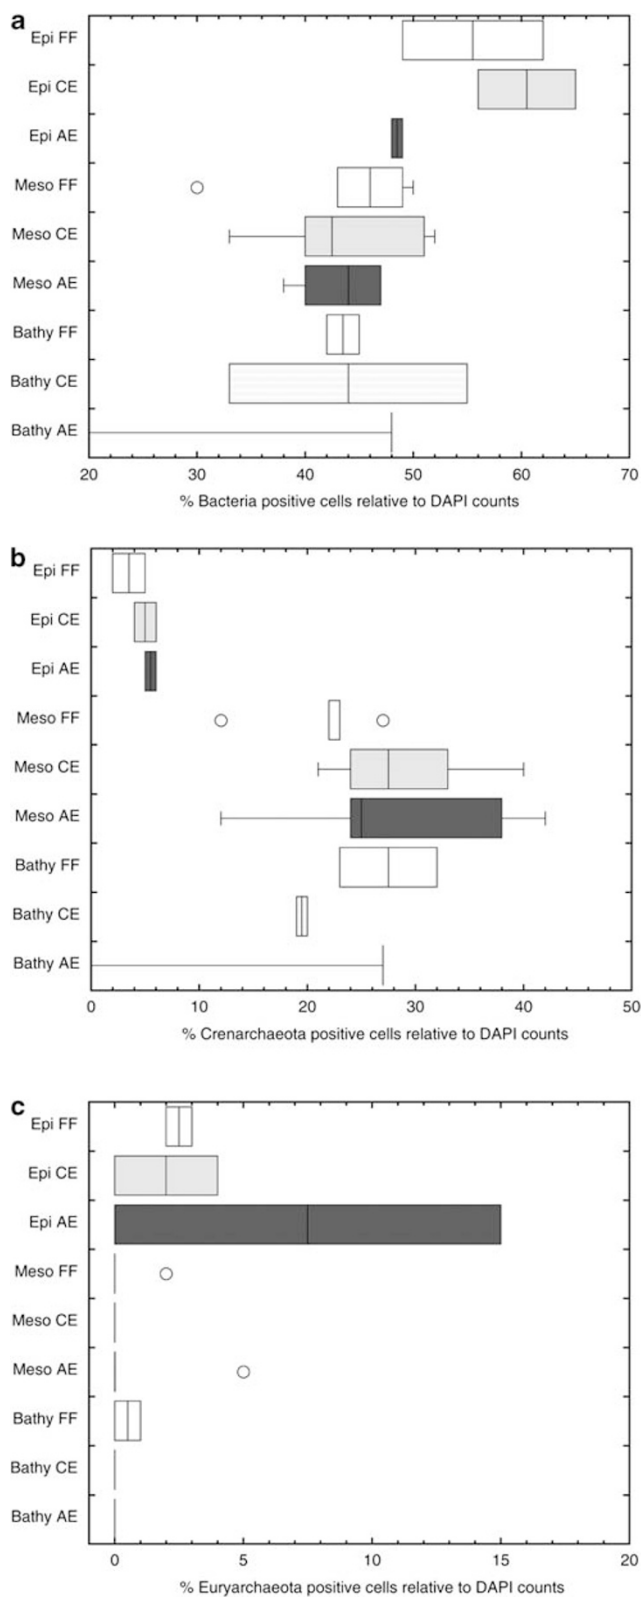 a
Epi FF
Epi CE
Epi AE
Meso FF
Meso CE
Meso AE
Bathy FF
Bathy CE
Bathy AE
20 30 40 50 60 70
% Bacteria positive cells relative to DAPI counts
b
Epi FF
Epi CE
Epi AE
Meso FF
Meso CE
Meso AE
Bathy FF
Bathy CE
Bathy AE
0 10 20 30 40 50
% Crenarchaeota positive cells relative to DAPI counts
c
Epi FF
Epi CE
Epi AE
Meso FF
Meso CE
Meso AE
Bathy FF
Bathy CE
Bathy AE
0 5 10 15 20
% Euryarchaeota positive cells relative to DAPI counts